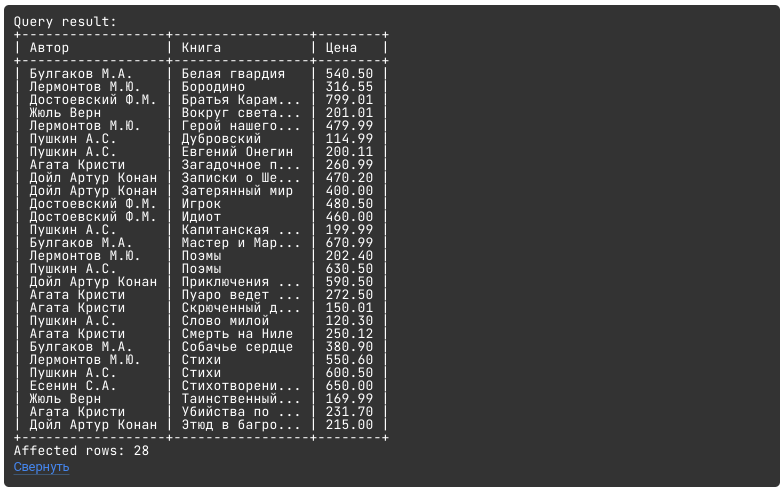 Query result:
+------------------+-----------------+--------+
| Автор            | Книга           | Цена   |
+------------------+-----------------+--------+
| Булгаков М.А.    | Белая гвардия   | 540.50 |
| Лермонтов М.Ю.   | Бородино        | 316.55 |
| Достоевский Ф.М. | Братья Карам... | 799.01 |
| Жюль Верн        | Вокруг света... | 201.01 |
| Лермонтов М.Ю.   | Герой нашего... | 479.99 |
| Пушкин А.С.      | Дубровский      | 114.99 |
| Пушкин А.С.      | Евгений Онегин  | 200.11 |
| Агата Кристи     | Загадочное п... | 260.99 |
| Дойл Артур Конан | Записки о Ше... | 470.20 |
| Дойл Артур Конан | Затерянный мир  | 400.00 |
| Достоевский Ф.М. | Игрок           | 480.50 |
| Достоевский Ф.М. | Идиот           | 460.00 |
| Пушкин А.С.      | Капитанская ... | 199.99 |
| Булгаков М.А.    | Мастер и Мар... | 670.99 |
| Лермонтов М.Ю.   | Поэмы           | 202.40 |
| Пушкин А.С.      | Поэмы           | 630.50 |
| Дойл Артур Конан | Приключения ... | 590.50 |
| Агата Кристи     | Пуаро ведет ... | 272.50 |
| Агата Кристи     | Скрюченный д... | 150.01 |
| Пушкин А.С.      | Слово милой     | 120.30 |
| Агата Кристи     | Смерть на Ниле  | 250.12 |
| Булгаков М.А.    | Собачье сердце  | 380.90 |
| Лермонтов М.Ю.   | Стихи           | 550.60 |
| Пушкин А.С.      | Стихи           | 600.50 |
| Есенин С.А.      | Стихотворени... | 650.00 |
| Жюль Верн        | Таинственный... | 169.99 |
| Агата Кристи     | Убийства по ... | 231.70 |
| Дойл Артур Конан | Этюд в багро... | 215.00 |
+------------------+-----------------+--------+
Affected rows: 28
Свернуть